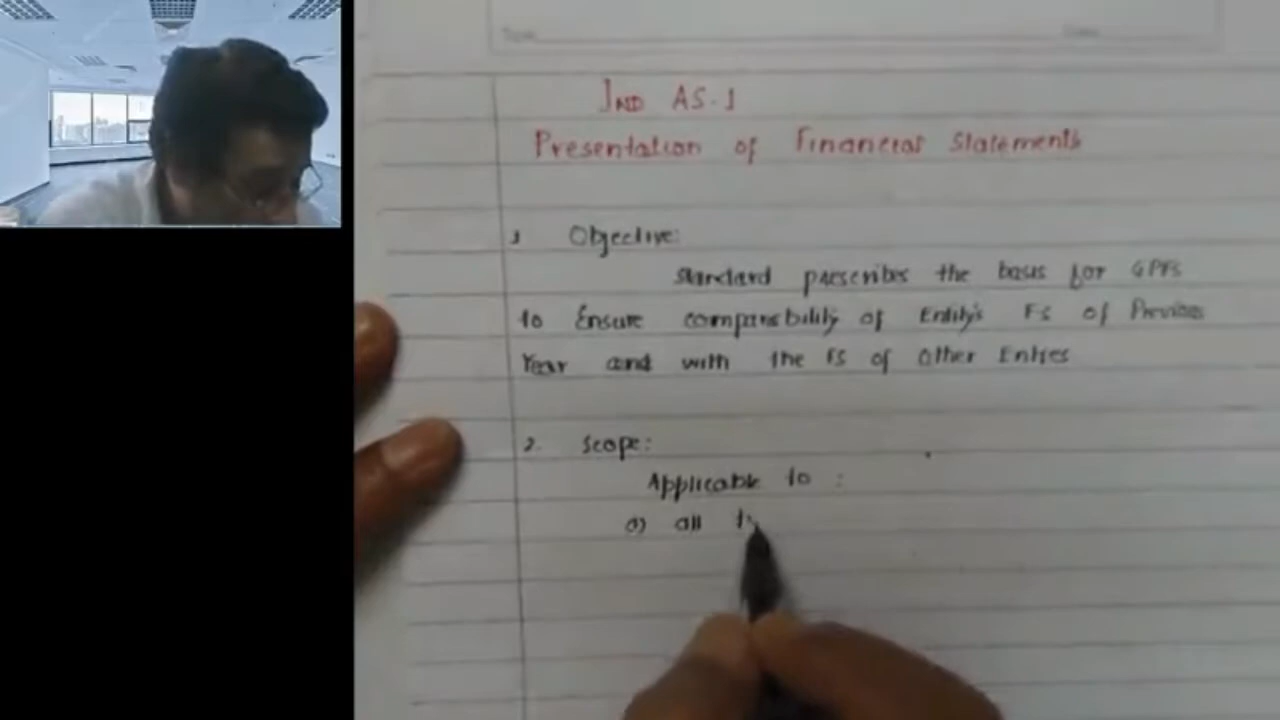 IND AS-1
Presentation of Financial Statements
1 Objective:
Standard prescribes the basis for GPFS
to Ensure comparability of Entity's FS of Previous
Year and with the FS of Other Entries
2. Scope:
Applicable to :
a) all